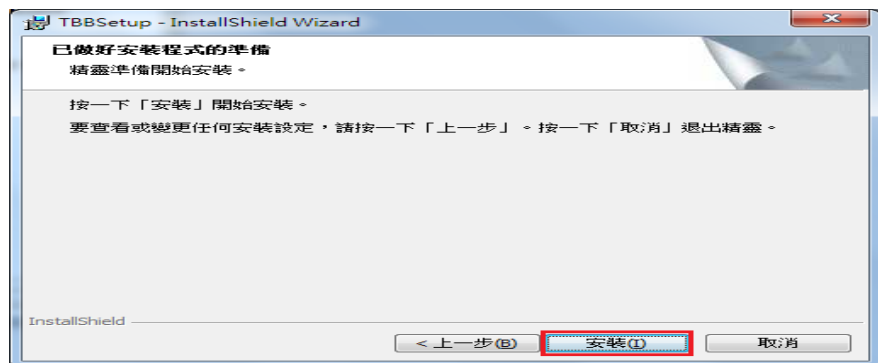 TBBSetup - InstallShield Wizard
已做好安裝程式的準備
精靈準備開始安裝。
按一下「安裝」開始安裝。
要查看或變更任何安裝設定，請按一下「上一步」。按一下「取消」退出精靈。
InstallShield
< 上一步(B) 安裝(I) 取消